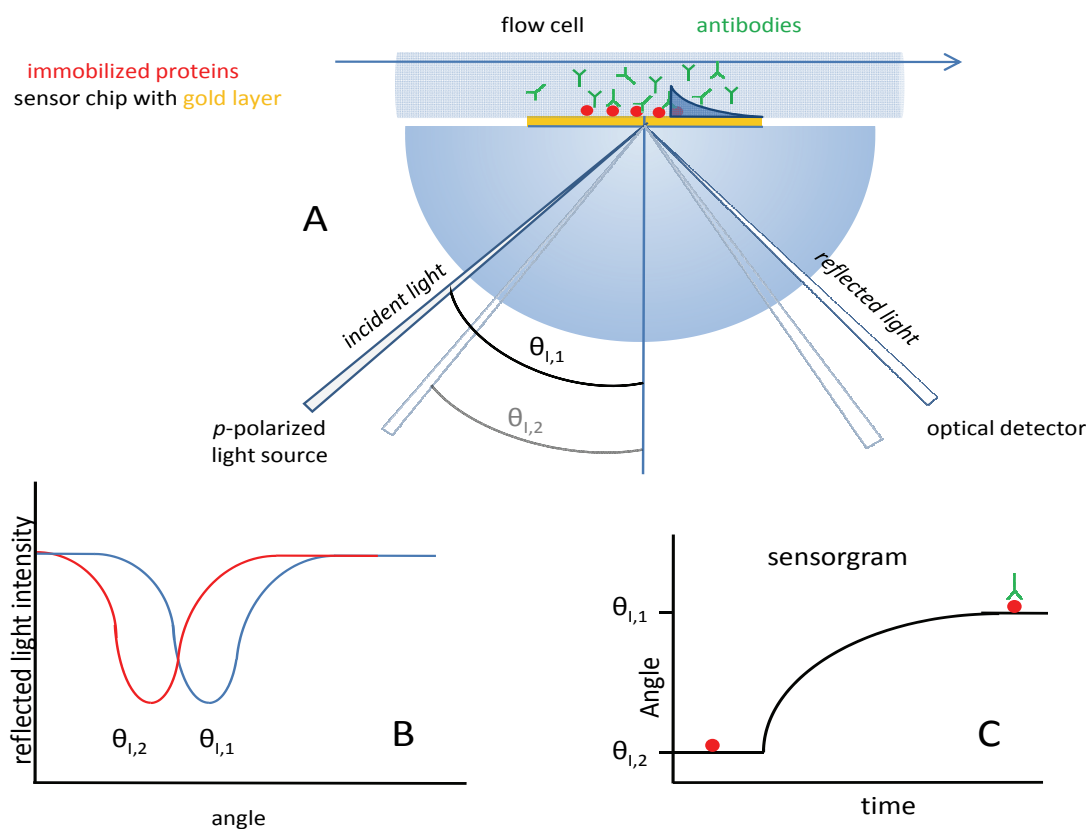 flow cell
antibodies
immobilized proteins
sensor chip with gold layer
A
incident light
reflected light
θI,1
θI,2
p-polarized
light source
optical detector
reflected light intensity
θI,2
θI,1
B
angle
sensorgram
θI,1
Angle
θI,2
C
time